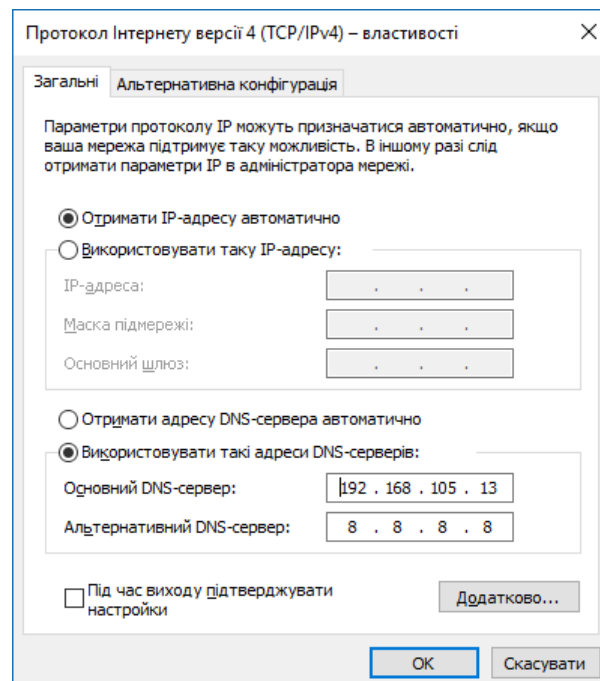 Протокол Інтернету версії 4 (TCP/IPv4) – властивості
Загальні
Альтернативна конфігурація
Параметри протоколу IP можуть призначатися автоматично, якщо
ваша мережа підтримує таку можливість. В іншому разі слід
отримати параметри IP в адміністратора мережі.
Отримати IP-адресу автоматично
Використовувати таку IP-адресу:
IP-адреса:
Маска підмережі:
Основний шлюз:
Отримати адресу DNS-сервера автоматично
Використовувати такі адреси DNS-серверів:
Основний DNS-сервер: 192 . 168 . 105 . 13
Альтернативний DNS-сервер: 8 . 8 . 8 . 8
Під час виходу підтверджувати
настройки
Додатково...
ОК Скасувати